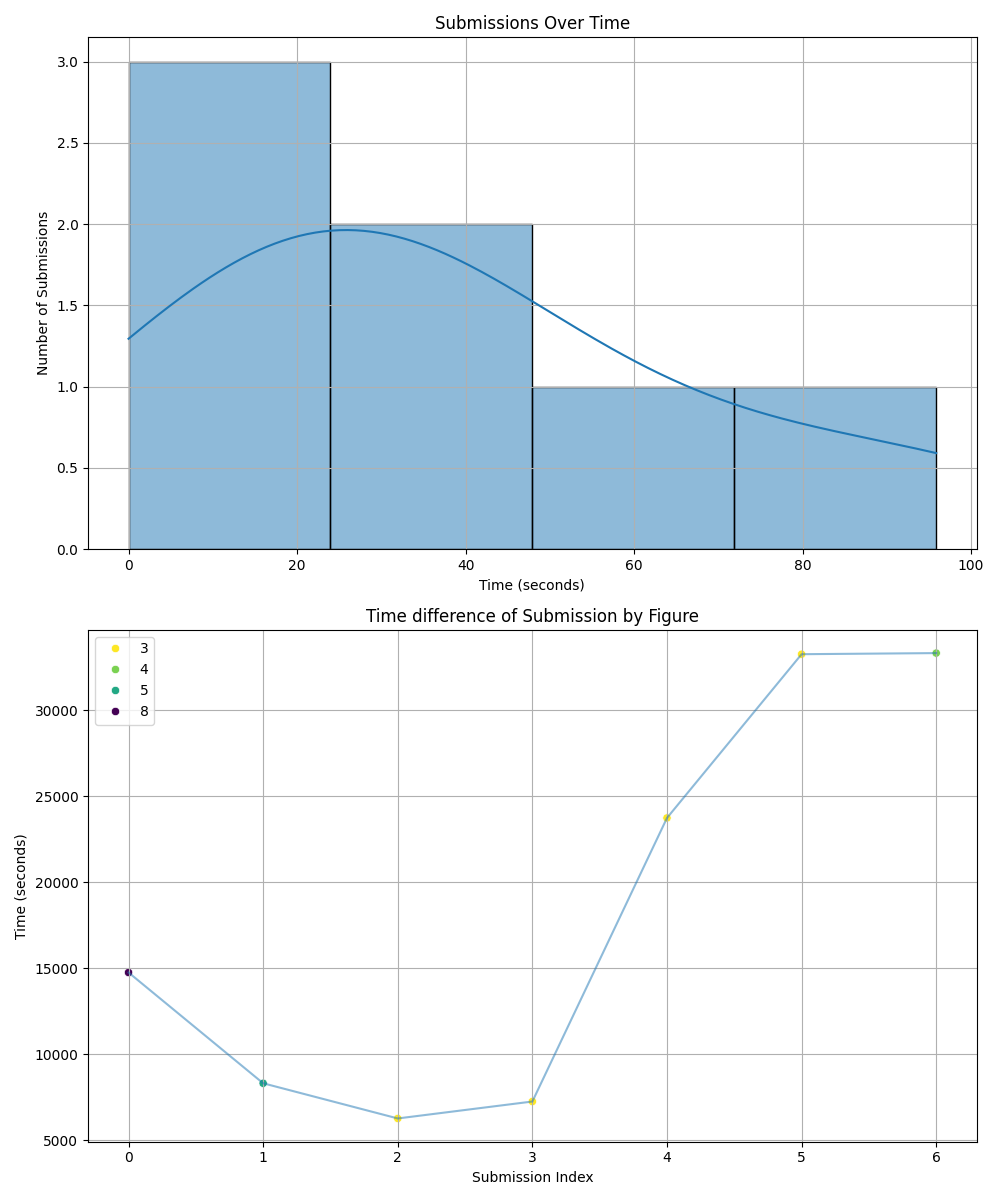 Submissions Over Time
3.0
2.5
2.0
1.5
1.0
0.5
0.0
Number of Submissions
0 20 40 60 80 100
Time (seconds)
Time difference of Submission by Figure
3
4
5
8
30000
25000
20000
15000
10000
5000
Time (seconds)
0 1 2 3 4 5 6
Submission Index